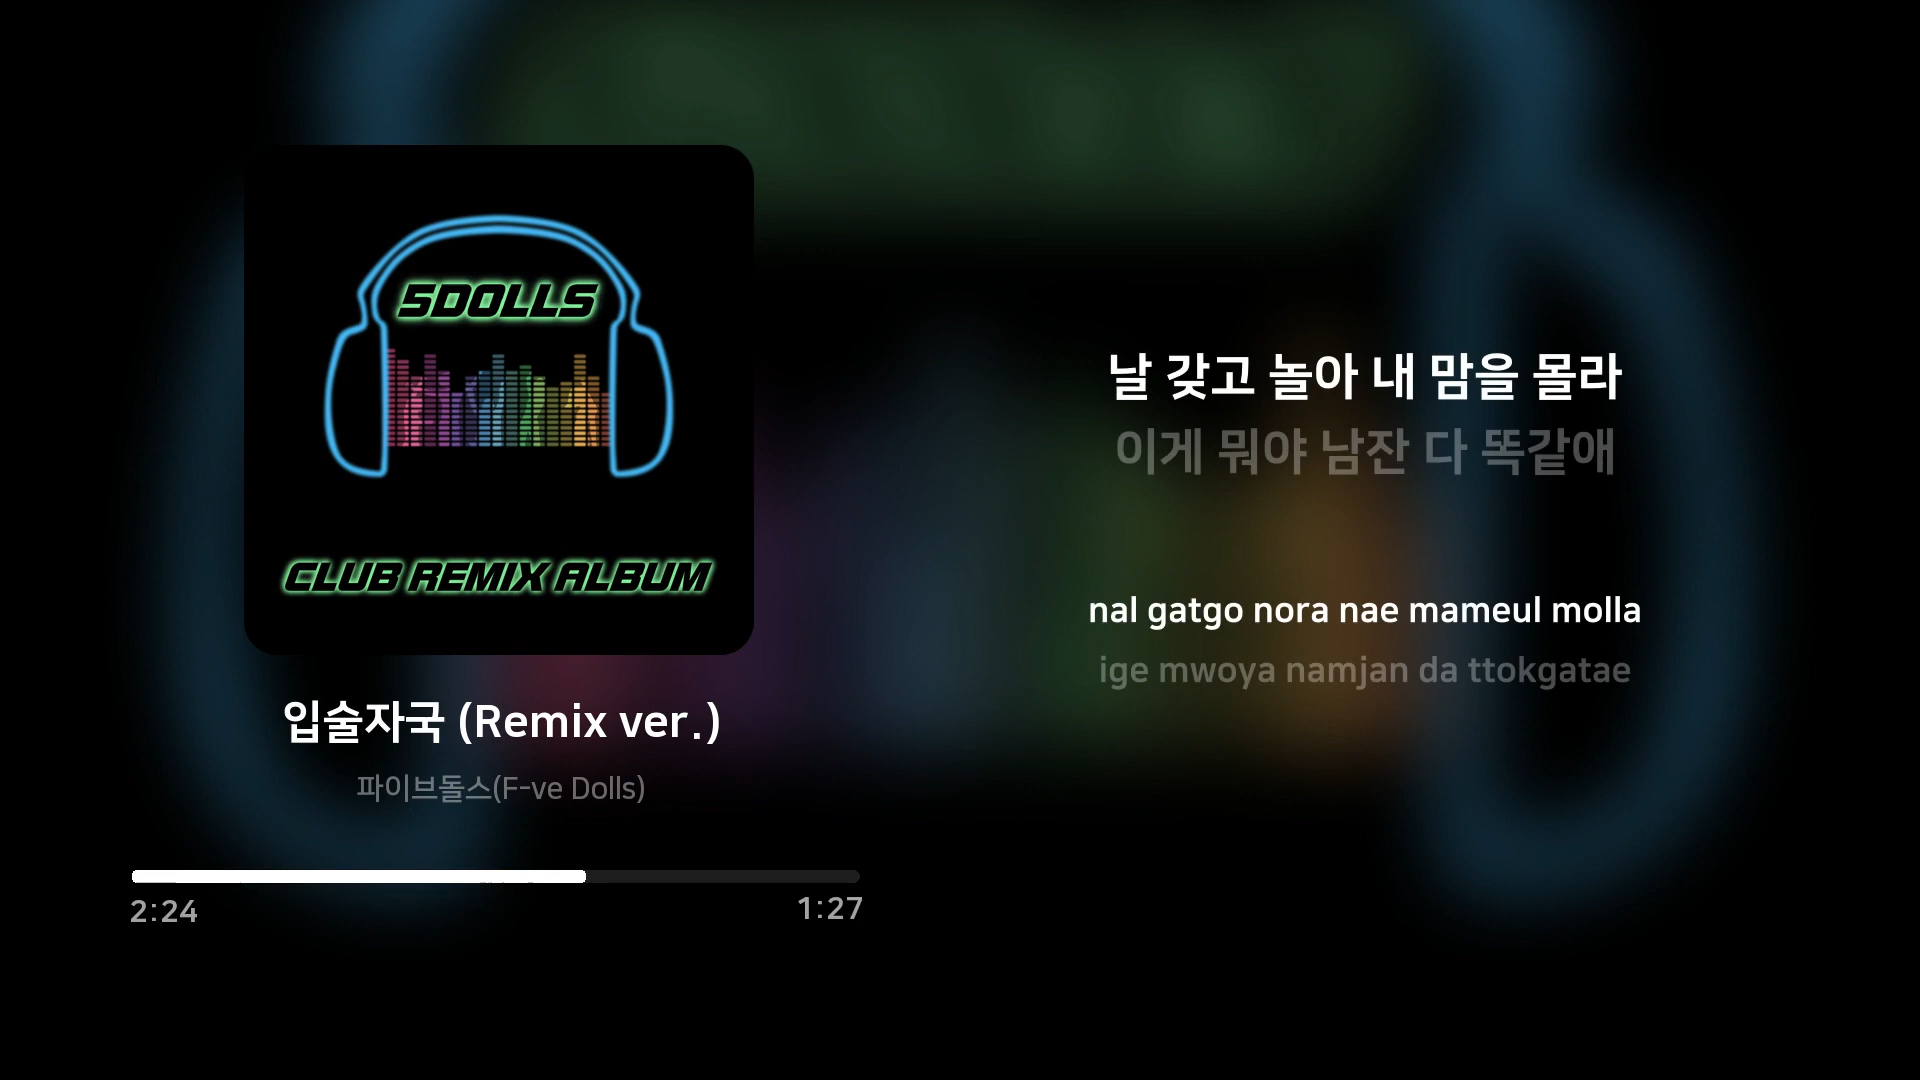 5DOLLS
CLUB REMIX ALBUM
입술자국 (Remix ver.)
파이브돌스(F-ve Dolls)
2:24
1:27
날 갖고 놀아 내 맘을 몰라
이게 뭐야 남잔 다 똑같애
nal gatgo nora nae mameul molla
ige mwoya namjan da ttokgatae